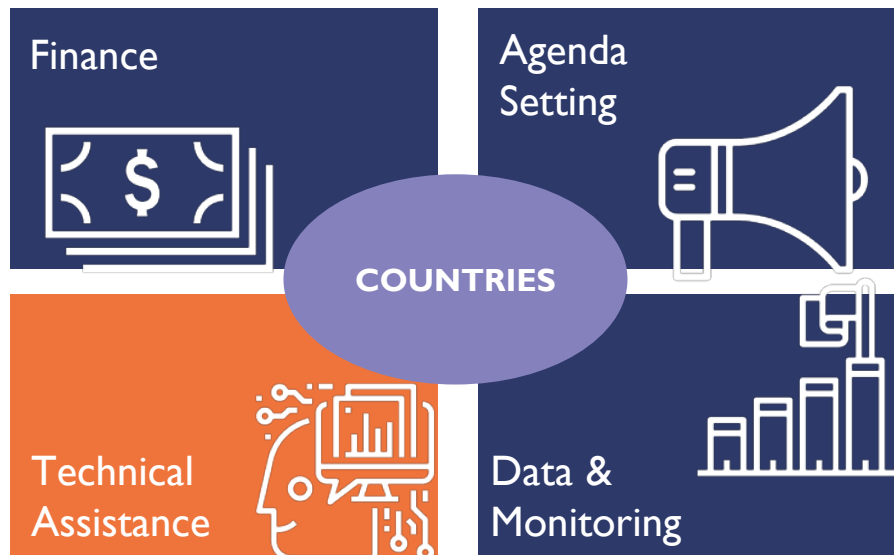 Finance
$
Agenda
Setting
COUNTRIES
Technical
Assistance
Data &
Monitoring